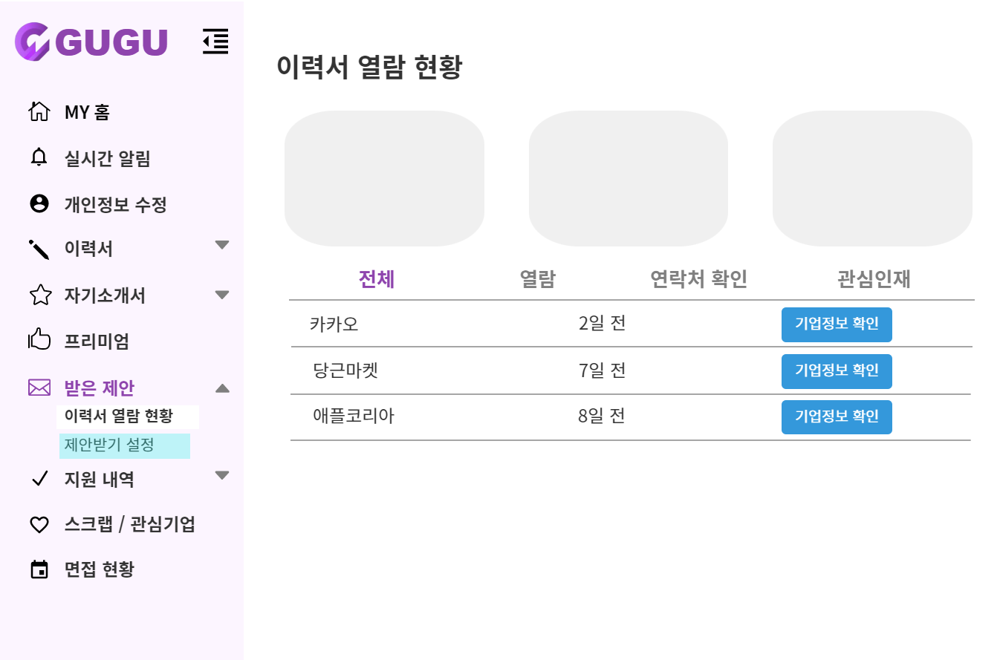 GUGU
MY 홈
실시간 알림
개인정보 수정
이력서
자기소개서
프리미엄
받은 제안
이력서 열람 현황
제안받기 설정
지원 내역
스크랩 / 관심기업
면접 현황
이력서 열람 현황
전체 열람 연락처 확인 관심인재
카카오 2일 전 기업정보 확인
당근마켓 7일 전 기업정보 확인
애플코리아 8일 전 기업정보 확인